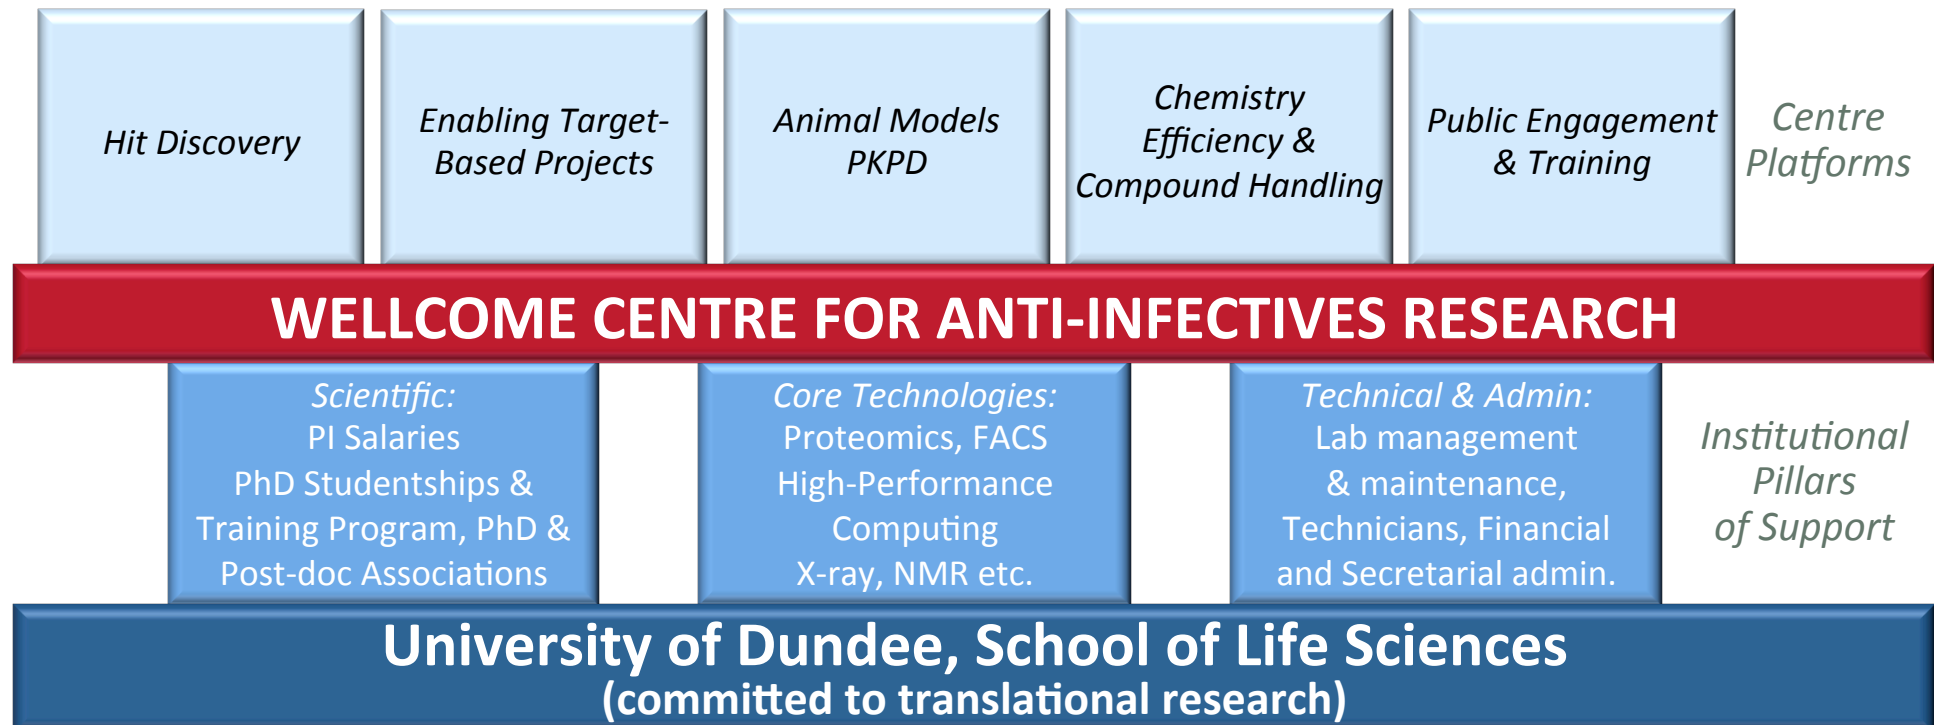 Hit Discovery
Enabling Target-
Based Projects
Animal Models
PKPD
Chemistry
Efficiency &
Compound Handling
Public Engagement
& Training
Centre
Platforms
WELLCOME CENTRE FOR ANTI-INFECTIVES RESEARCH
Scientific:
PI Salaries
PhD Studentships &
Training Program, PhD &
Post-doc Associations
Core Technologies:
Proteomics, FACS
High-Performance
Computing
X-ray, NMR etc.
Technical & Admin:
Lab management
& maintenance,
Technicians, Financial
and Secretarial admin.
Institutional
Pillars
of Support
University of Dundee, School of Life Sciences
(committed to translational research)